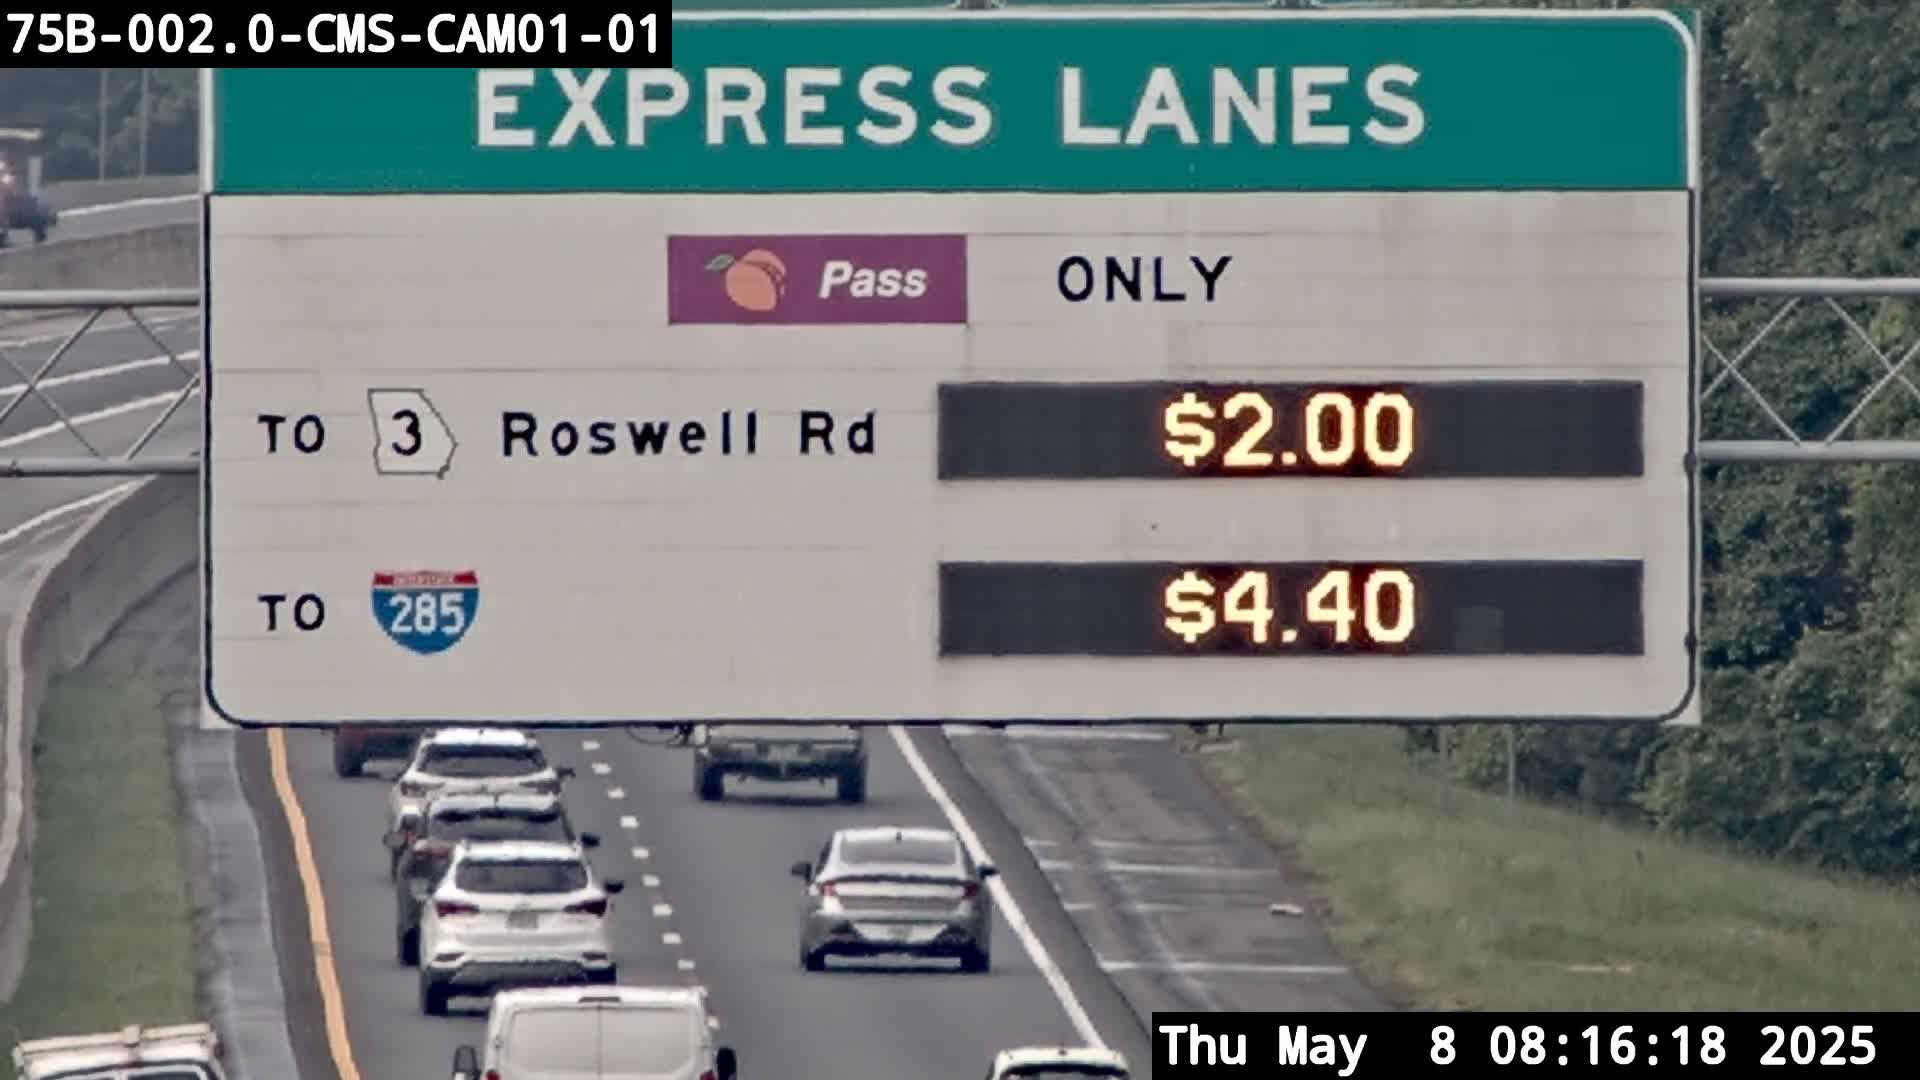 75B-002.0-CMS-CAM01-01
EXPRESS LANES
Pass ONLY
TO 3 Roswell Rd $2.00
TO 285 $4.40
Thu May 8 08:16:18 2025